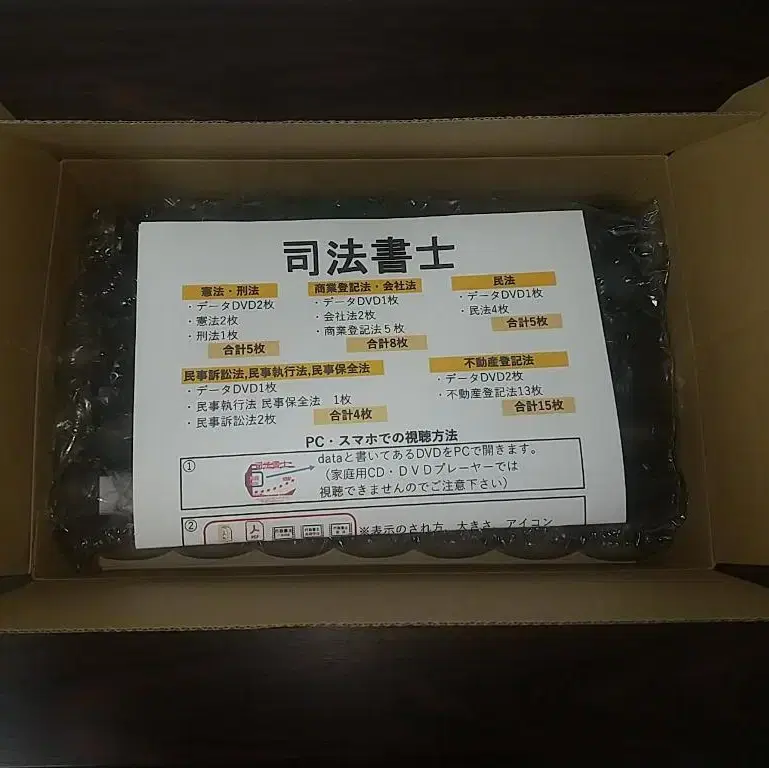 司法書士
憲法・刑法
・データDVD2枚
・憲法2枚
・刑法1枚
合計5枚
商業登記法・会社法
・データDVD1枚
・会社法2枚
・商業登記法５枚
合計8枚
民法
・データDVD1枚
・民法4枚
合計5枚
民事訴訟法,民事執行法,民事保全法
・データDVD1枚
・民事執行法 民事保全法　1枚
・民事訴訟法2枚
合計4枚
不動産登記法
・データDVD2枚
・不動産登記法13枚
合計15枚
PC・スマホでの視聴方法
①
司法書士
dataと書いてあるDVDをPCで開きます。
（家庭用CD・ＤＶＤプレーヤーでは
視聴できませんのでご注意下さい）
②
※表示のされ方、大きさ、アイコン